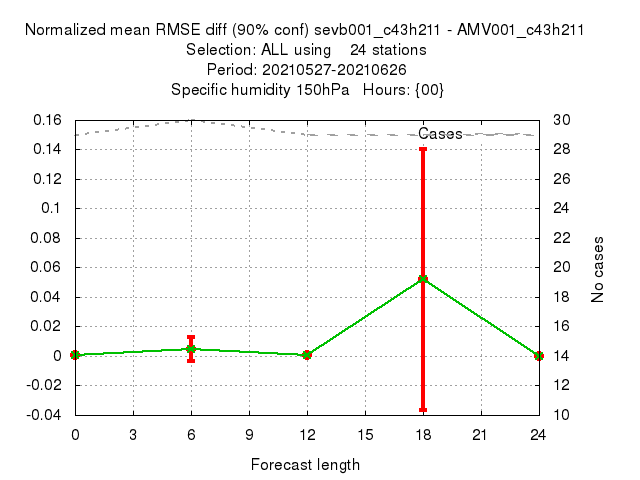 Normalized mean RMSE diff (90% conf) sevb001_c43h211 - AMV001_c43h211
Selection: ALL using    24 stations
Period: 20210527-20210626
Specific humidity 150hPa   Hours: {00}
0.16
0.14
0.12
0.1
0.08
0.06
0.04
0.02
0
-0.02
-0.04
Cases
30
28
26
24
22
20
18
16
14
12
10
No cases
0 3 6 9 12 15 18 21 24
Forecast length